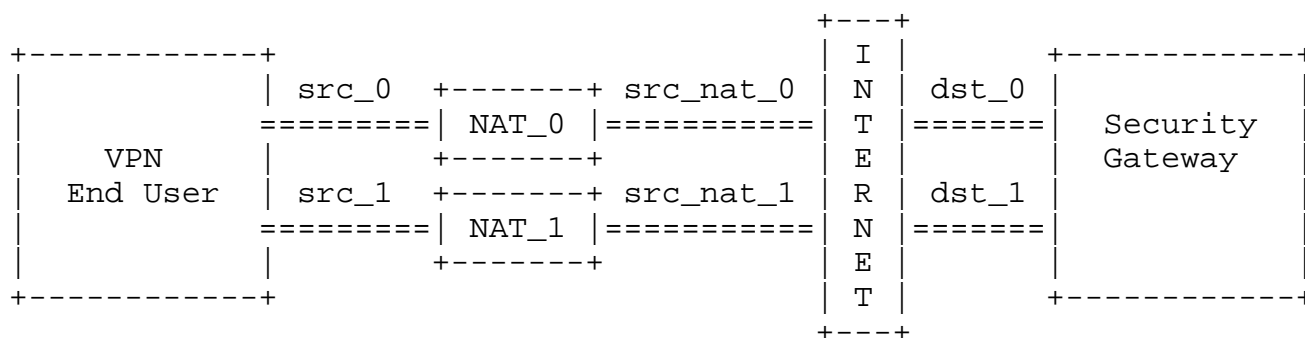 +----+
+------------+                                       | I  |         +------------+
|            | src_0  +-------+ src_nat_0            | N  | dst_0   |            |
|            =========| NAT_0 |===========           | T  |=======  | Security   |
|    VPN     |        +-------+                      | E  |         | Gateway    |
|  End User  | src_1  +-------+ src_nat_1            | R  | dst_1   |            |
|            =========| NAT_1 |===========           | N  |=======  |            |
|            |        +-------+                      | E  |         |            |
+------------+                                       | T  |         +------------+
                                                     +----+